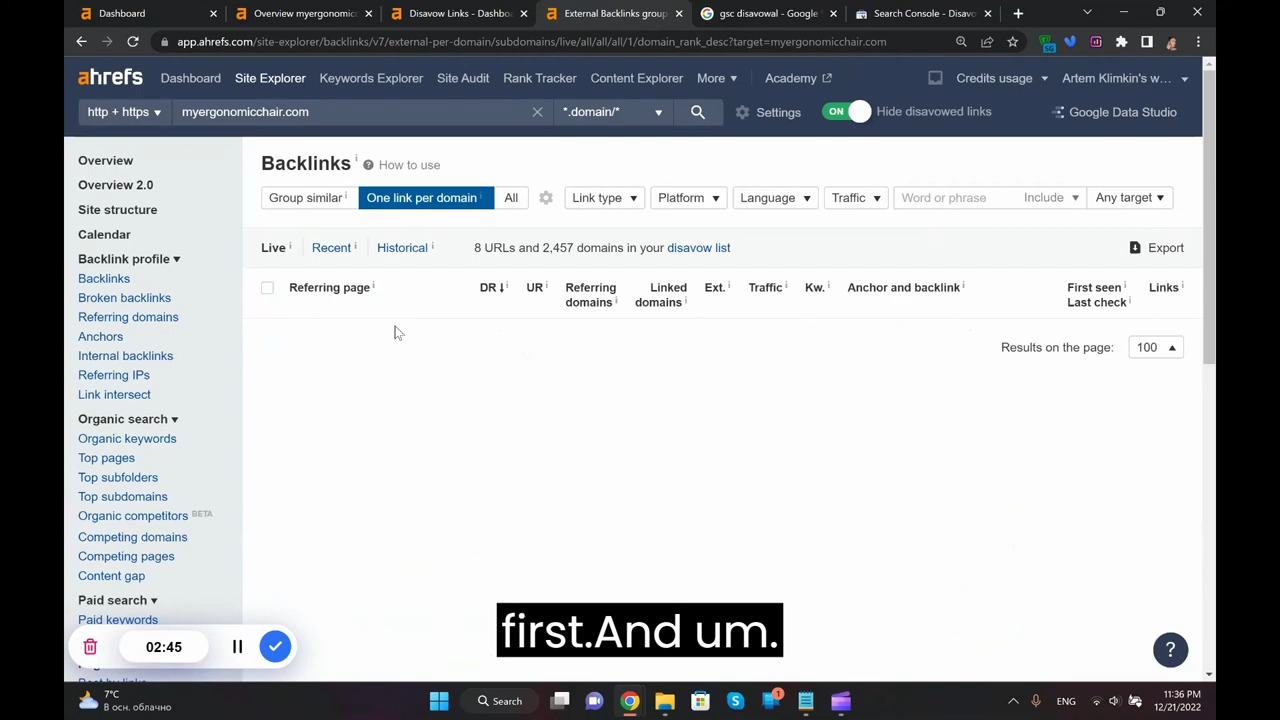 Dashboard
Overview myergonomicc
Disavow Links - Dashbo
External Backlinks group
gsc disavowal - Google S
Search Console - Disavo
app.ahrefs.com/site-explorer/backlinks/v7/external-per-domain/subdomains/live/all/all/all/1/domain_rank_desc?target=myergonomicchair.com
ahrefs
Dashboard
Site Explorer
Keywords Explorer
Site Audit
Rank Tracker
Content Explorer
More
Academy
Credits usage
Artem Klimkin's w...
http + https
myergonomicchair.com
*.domain/*
Settings
ON
Hide disavowed links
Google Data Studio
Overview
Overview 2.0
Site structure
Calendar
Backlink profile
Backlinks
Broken backlinks
Referring domains
Anchors
Internal backlinks
Referring IPs
Link intersect
Organic search
Organic keywords
Top pages
Top subfolders
Top subdomains
Organic competitors BETA
Competing domains
Competing pages
Content gap
Paid search
Paid keywords
Backlinks
How to use
Group similar
One link per domain
All
Link type
Platform
Language
Traffic
Word or phrase
Include
Any target
Live
Recent
Historical
8 URLs and 2,457 domains in your disavow list
Export
Referring page
DR
UR
Referring
domains
Linked
domains
Ext.
Traffic
Kw.
Anchor and backlink
First seen
Last check
Links
Results on the page:
100
first.And um.
02:45
?
7°C
В осн. облачно
Search
1
ENG
11:36 PM
12/21/2022